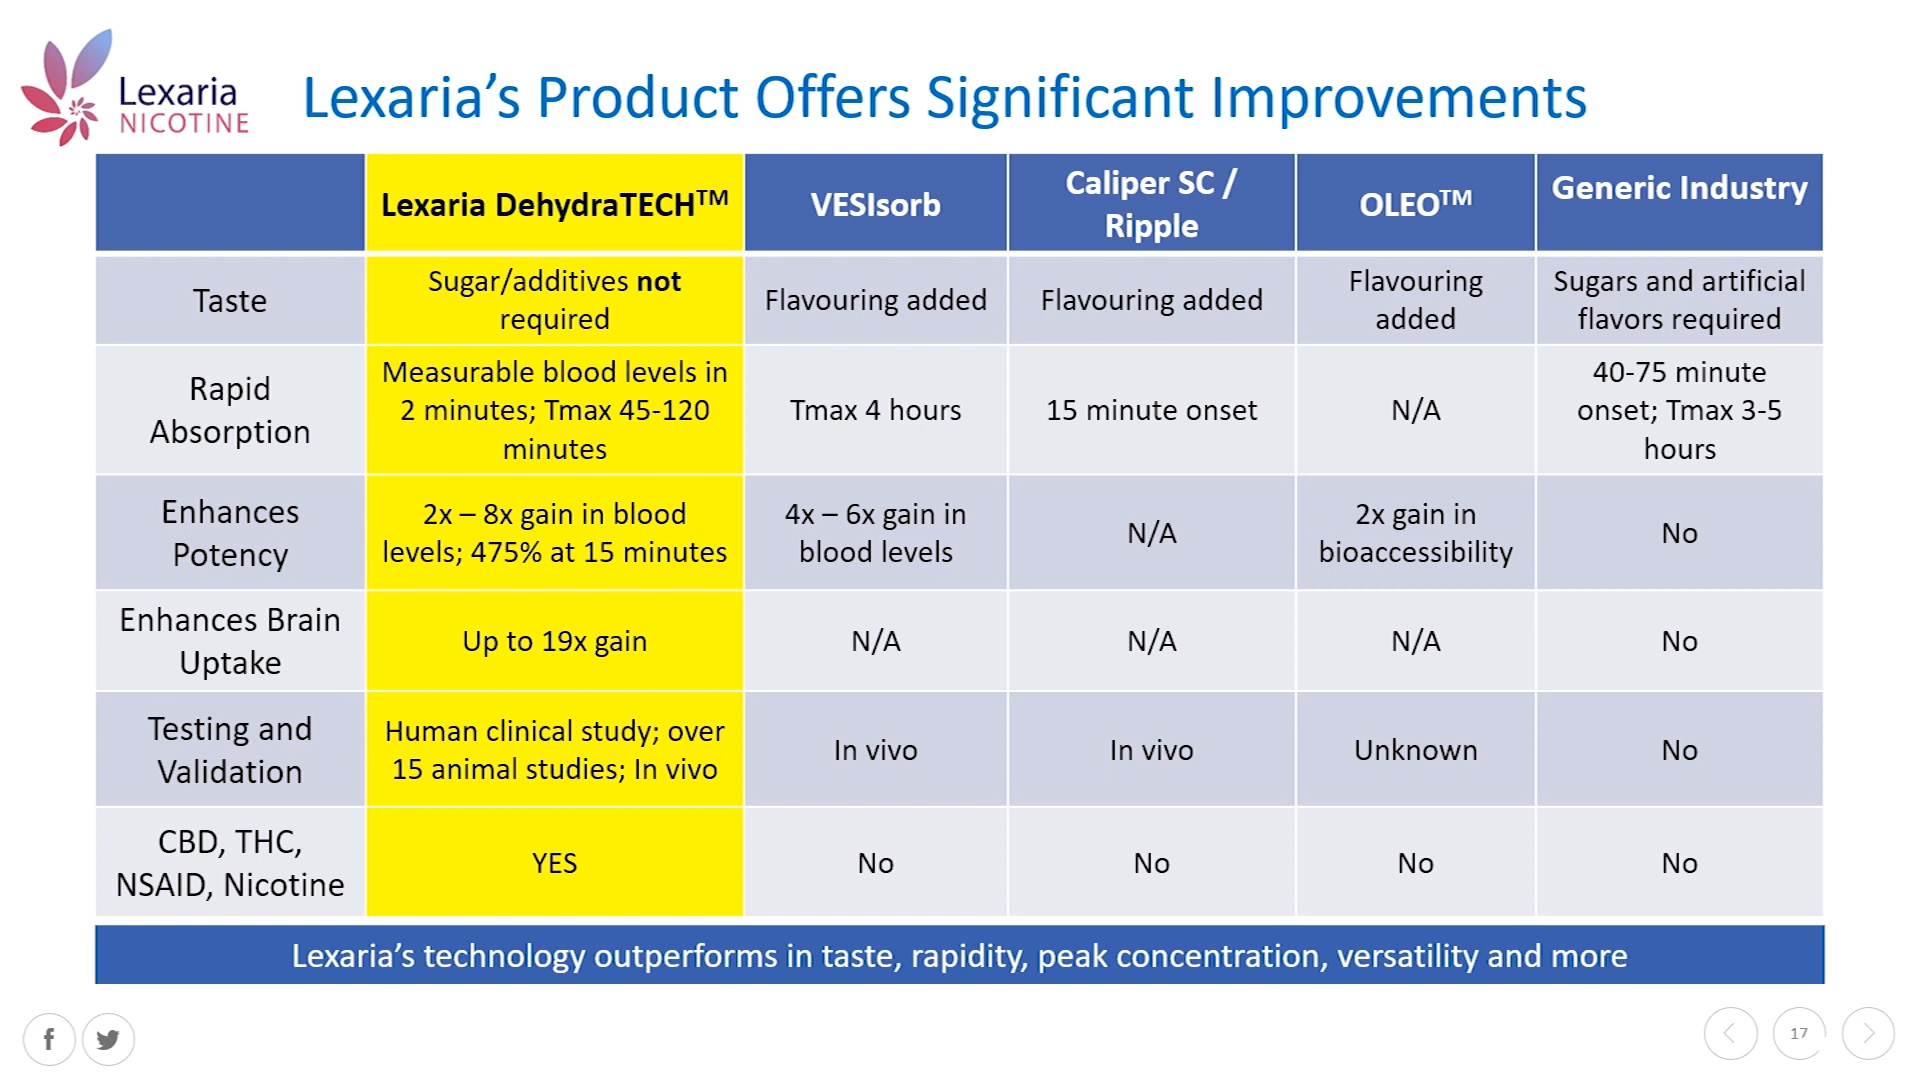 Lexaria
NICOTINE
Lexaria’s Product Offers Significant Improvements
Lexaria DehydraTECH™
VESIsorb
Caliper SC /
Ripple
OLEO™
Generic Industry
Taste
Sugar/additives not
required
Flavouring added
Flavouring added
Flavouring
added
Sugars and artificial
flavors required
Rapid
Absorption
Measurable blood levels in
2 minutes; Tmax 45-120
minutes
Tmax 4 hours
15 minute onset
N/A
40-75 minute
onset; Tmax 3-5
hours
Enhances
Potency
2x – 8x gain in blood
levels; 475% at 15 minutes
4x – 6x gain in
blood levels
N/A
2x gain in
bioaccessibility
No
Enhances Brain
Uptake
Up to 19x gain
N/A
N/A
N/A
No
Testing and
Validation
Human clinical study; over
15 animal studies; In vivo
In vivo
In vivo
Unknown
No
CBD, THC,
NSAID, Nicotine
YES
No
No
No
No
Lexaria’s technology outperforms in taste, rapidity, peak concentration, versatility and more
17